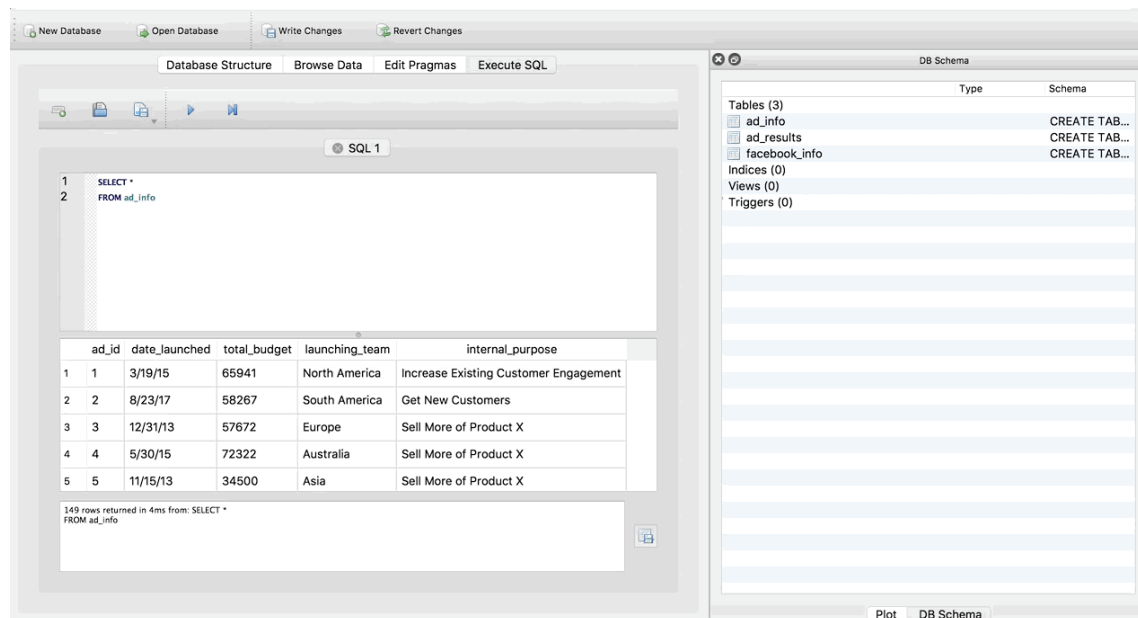 New Database Open Database Write Changes Revert Changes
Database Structure Browse Data Edit Pragmas Execute SQL
SQL 1
1 SELECT *
2 FROM ad_info
ad_id date_launched total_budget launching_team internal_purpose
1 1 3/19/15 65941 North America Increase Existing Customer Engagement
2 2 8/23/17 58267 South America Get New Customers
3 3 12/31/13 57672 Europe Sell More of Product X
4 4 5/30/15 72322 Australia Sell More of Product X
5 5 11/15/13 34500 Asia Sell More of Product X
149 rows returned in 4ms from: SELECT *
FROM ad_info
DB Schema
Type Schema
Tables (3)
ad_info CREATE TAB...
ad_results CREATE TAB...
facebook_info CREATE TAB...
Indices (0)
Views (0)
Triggers (0)
Plot DB Schema